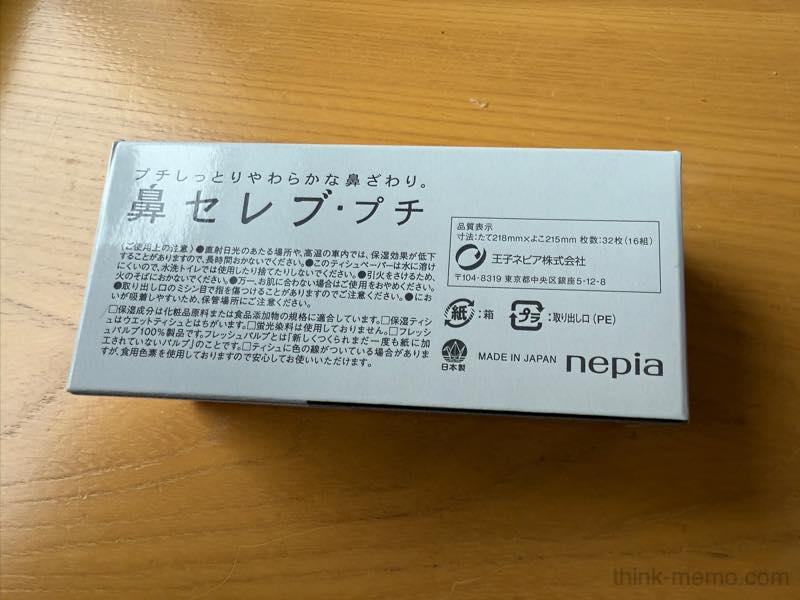 プチしっとりやわらかな鼻ざわり。
鼻セレブ・プチ
〈ご使用上の注意〉●直射日光のあたる場所や、高温の車内では、保湿効果が低下
することがありますので、長時間おかないでください。●このティシュペーパーは水に溶け
にくいので、水洗トイレでは使用したり捨てたりしないでください。●引火をさけるため、
火のそばにおかないでください。●万一、お肌に合わない場合はご使用をおやめください。
●取り出し口のミシン目で指を傷つけることがありますのでご注意ください。●にお
いが吸着しやすいため、保管場所にご注意ください。
□保湿成分は化粧品原料または食品添加物の規格に適合しています。□保湿ティシ
ュはウエットティシュとはちがいます。□蛍光染料は使用しておりません。□フレッシ
ュパルプ100%製品です。フレッシュパルプとは「新しくつくられまだ一度も紙に加
工されていないパルプ」のことです。□ティシュに色の線がついている場合がありま
すが、食用色素を使用しておりますので安心してお使いいただけます。
品質表示
寸法:たて218mm×よこ215mm 枚数:32枚(16組)
王子ネピア株式会社
〒104-8319 東京都中央区銀座5-12-8
紙:箱 プラ:取り出し口(PE)
日本製 MADE IN JAPAN nepia
think-memo.com